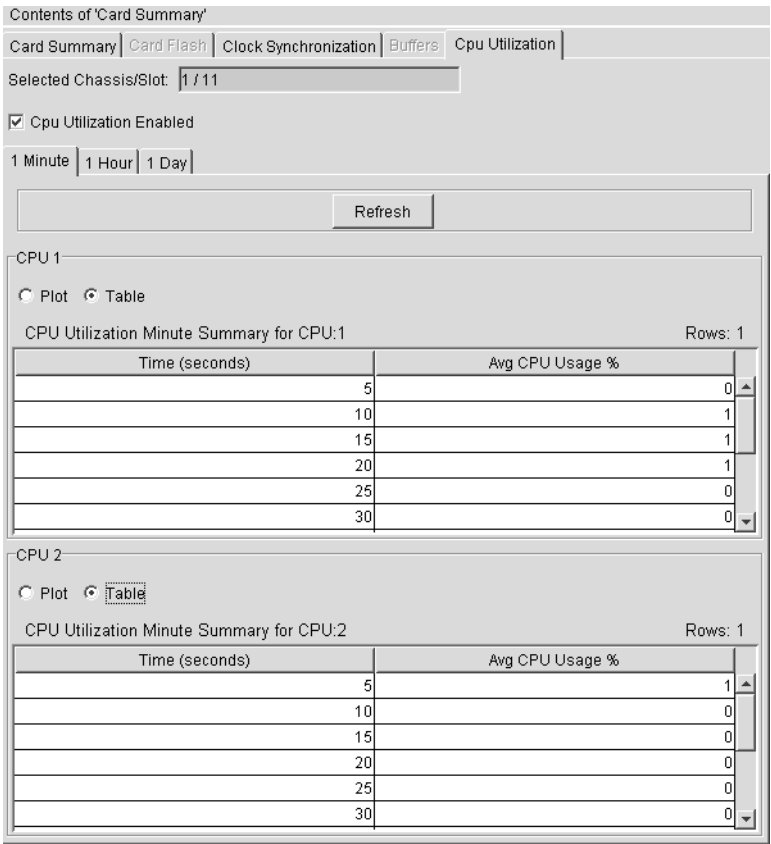 Contents of 'Card Summary'
Card Summary Card Flash Clock Synchronization Buffers Cpu Utilization
Selected Chassis/Slot: 1 / 11
Cpu Utilization Enabled
1 Minute 1 Hour 1 Day
Refresh
CPU 1
Plot Table
CPU Utilization Minute Summary for CPU:1 Rows: 1
Time (seconds) Avg CPU Usage %
5 0
10 1
15 1
20 1
25 0
30 0
CPU 2
Plot Table
CPU Utilization Minute Summary for CPU:2 Rows: 1
Time (seconds) Avg CPU Usage %
5 1
10 0
15 0
20 0
25 0
30 0